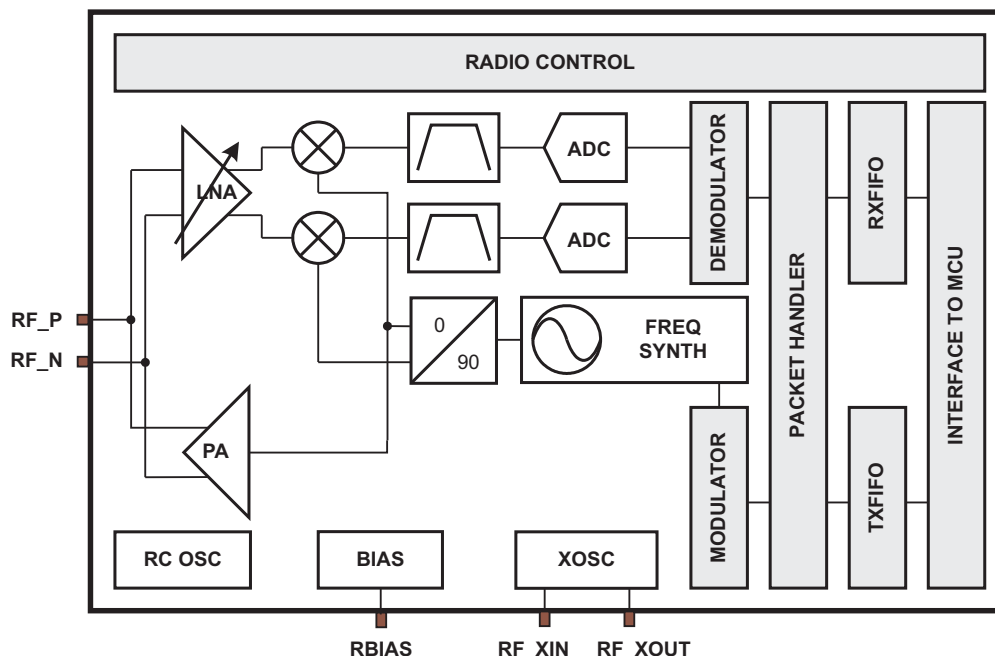 RADIO CONTROL
LNA
ADC
ADC
DEMODULATOR
PACKET HANDLER
RXFIFO
INTERFACE TO MCU
RF_P
RF_N
0
90
FREQ
SYNTH
PA
MODULATOR
TXFIFO
RC OSC
BIAS
XOSC
RBIAS
RF_XIN
RF_XOUT